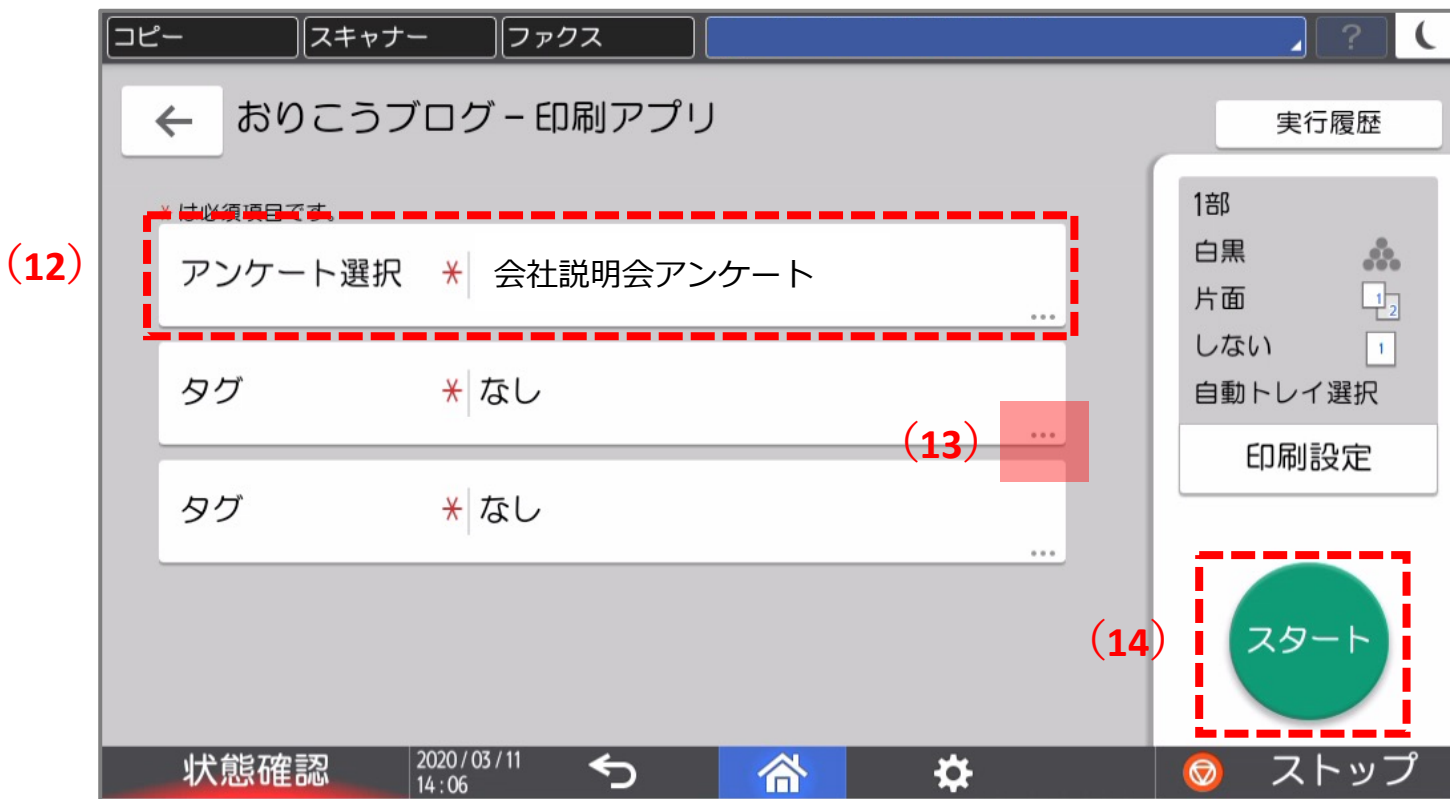 コピー
スキャナー
ファクス
?
おりこうブログ－印刷アプリ
実行履歴
* は必須項目です。
(12)
アンケート選択 * 会社説明会アンケート
...
タグ * なし
(13)
...
タグ * なし
...
1部
白黒
片面 1 2
しない 1
自動トレイ選択
印刷設定
(14)
スタート
状態確認
2020/03/11
14:06
ストップ